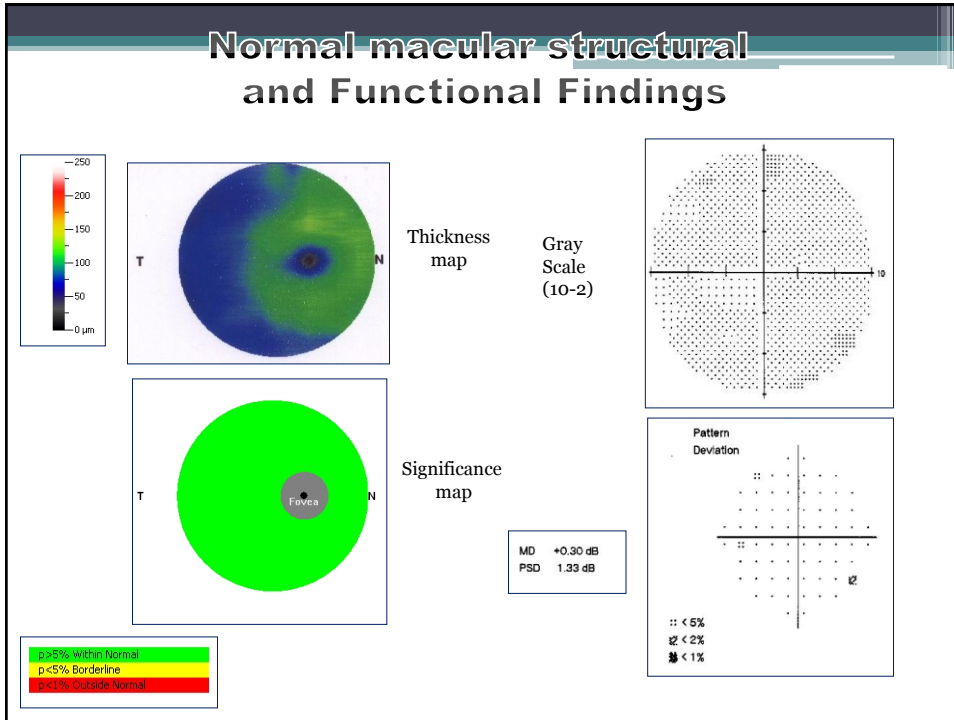 Normal macular structural
and Functional Findings
250
200
150
100
50
0 µm
T
N
Thickness
map
Gray
Scale
(10-2)
10
T
Fovea
N
Significance
map
MD +0.30 dB
PSD 1.33 dB
Pattern
Deviation
< 5%
< 2%
< 1%
p>5% Within Normal
p<5% Borderline
p<1% Outside Normal